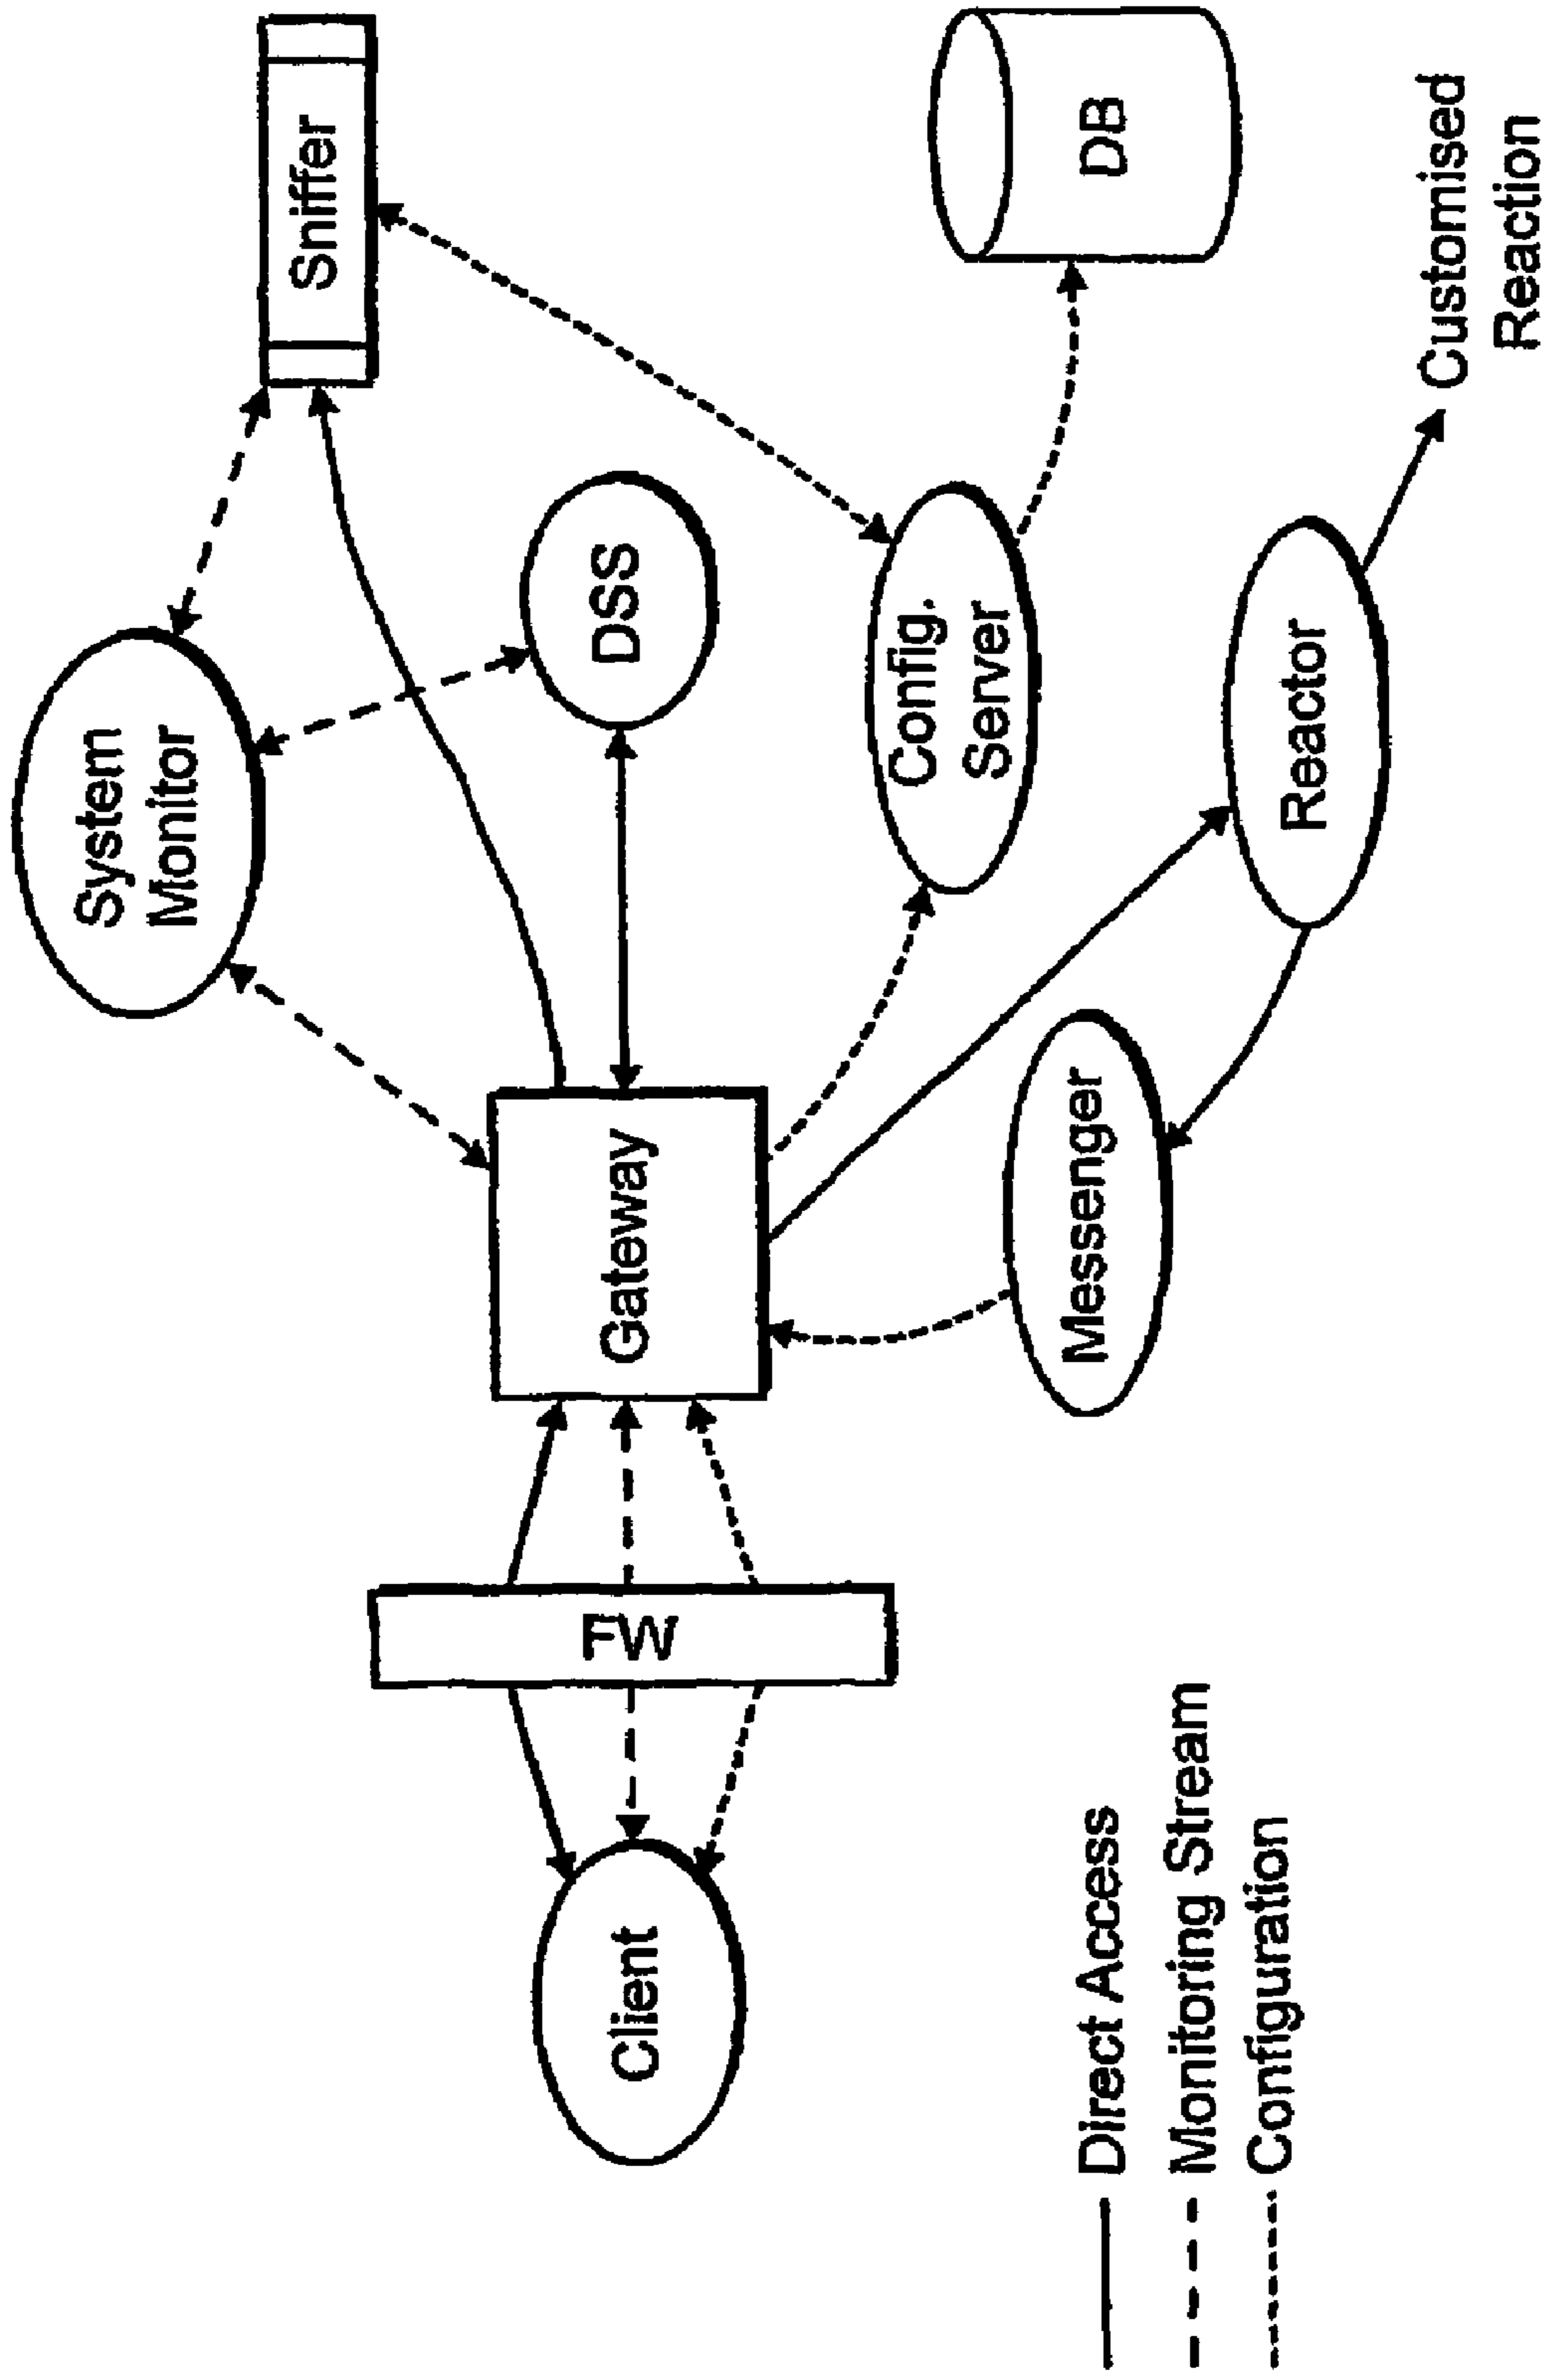 System
Monitor
Sniffer
DSS
Client
FW
Gateway
Config.
Server
DB
Messenger
Reactor
Customised
Reaction
Direct Access
Monitoring Stream
Configuration